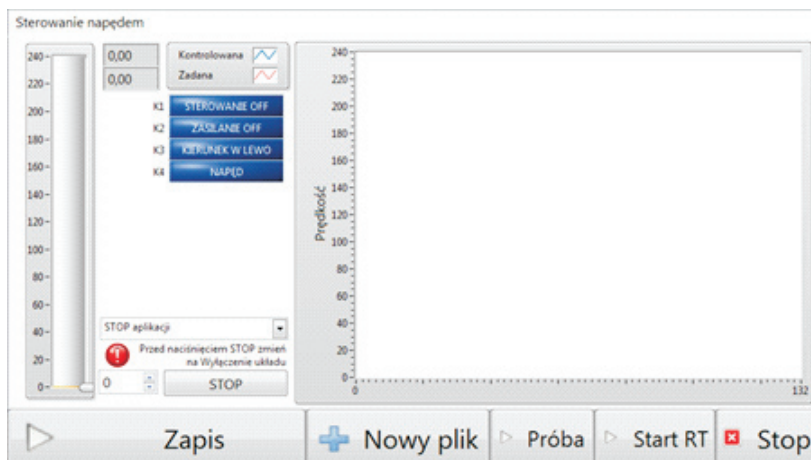 Sterowanie napędem
240
220
200
180
160
140
120
100
80
60
40
20
0
0,00
0,00
Kontrolowana
Zadana
K1 STEROWANIE OFF
K2 ZASILANIE OFF
K3 KIERUNEK W LEWO
K4 NAPĘD
STOP aplikacji
Przed naciśnięciem STOP zmień
na Wyłączenie układu
0
STOP
Prędkość
240
220
200
180
160
140
120
100
80
60
40
20
0
0 132
Zapis Nowy plik Próba Start RT Stop